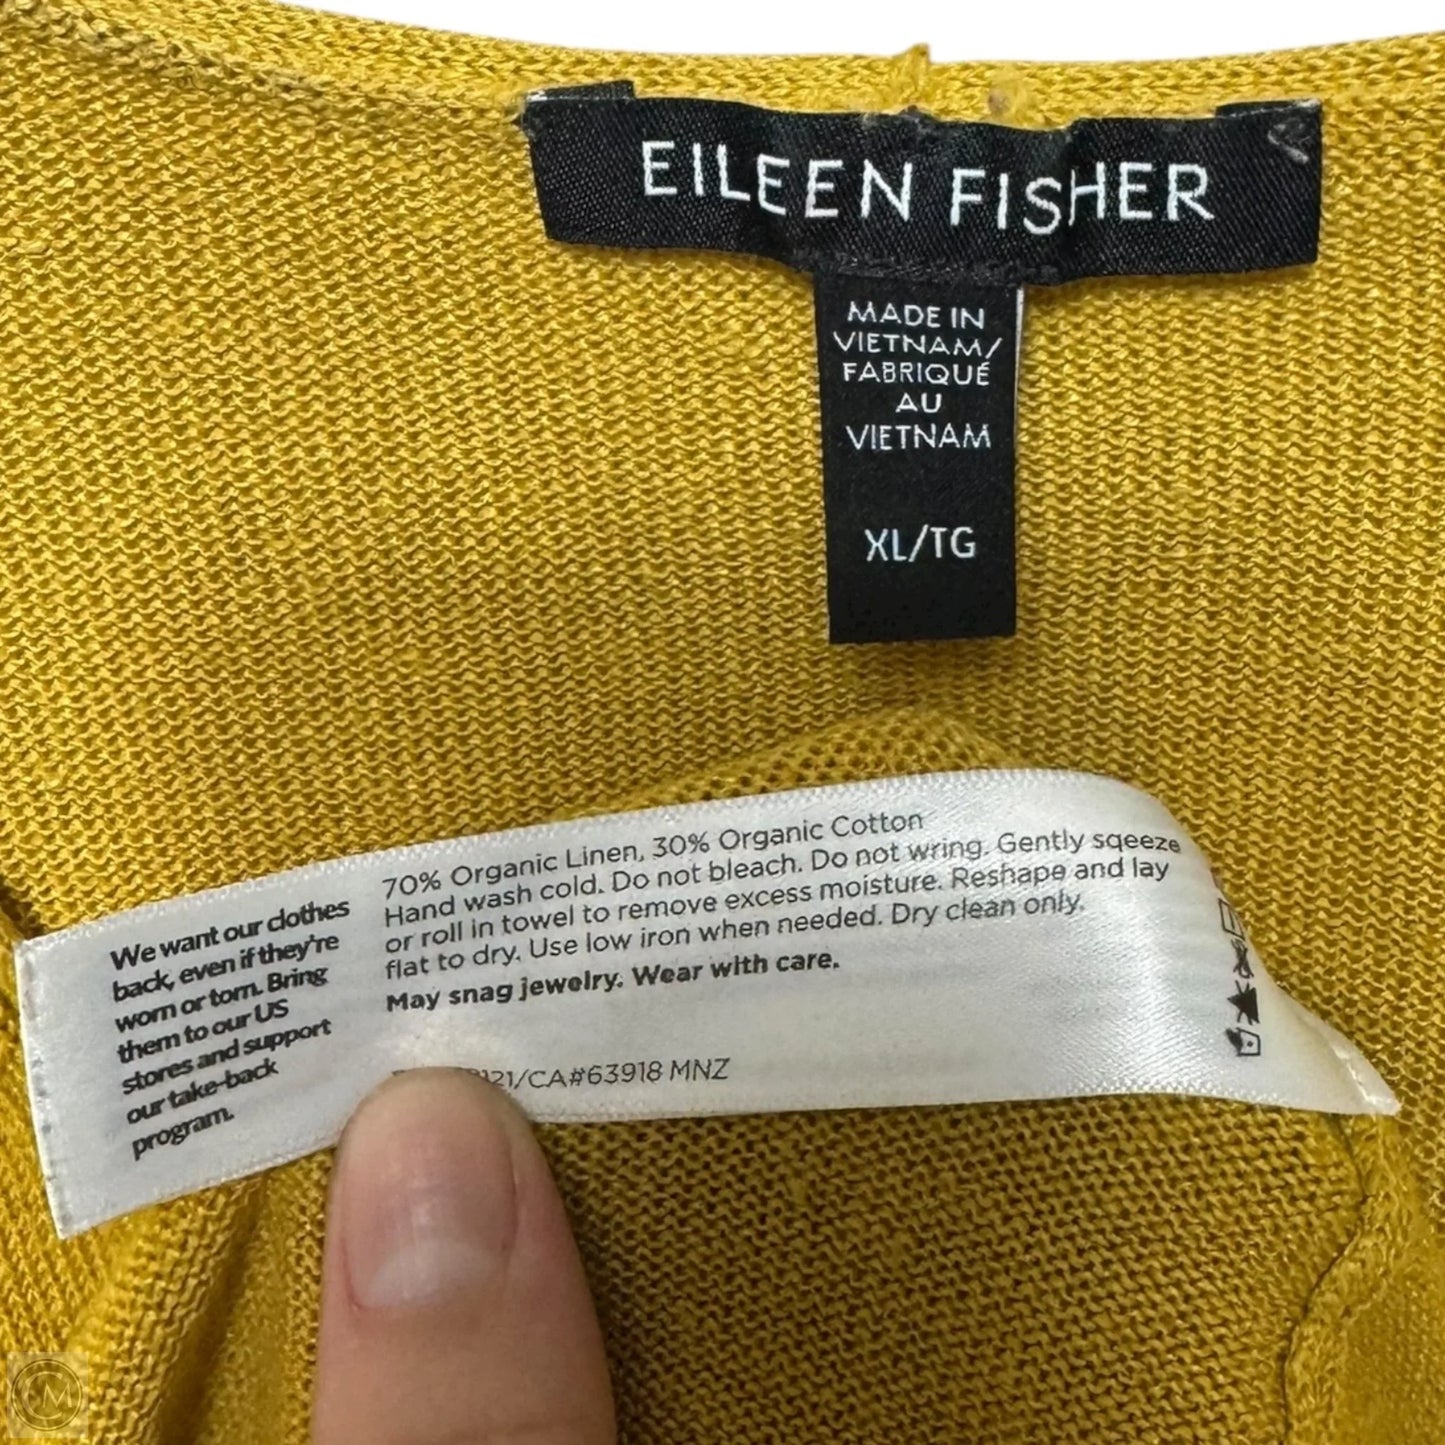 EILEEN FISHER
MADE IN
VIETNAM/
FABRIQUÉ
AU
VIETNAM
XL/TG
We want our clothes
back, even if they're
worn or torn. Bring
them to our US
stores and support
our take-back
program.
70% Organic Linen, 30% Organic Cotton
Hand wash cold. Do not bleach. Do not wring. Gently sqeeze
or roll in towel to remove excess moisture. Reshape and lay
flat to dry. Use low iron when needed. Dry clean only.
May snag jewelry. Wear with care.
121/CA#63918 MNZ
CM